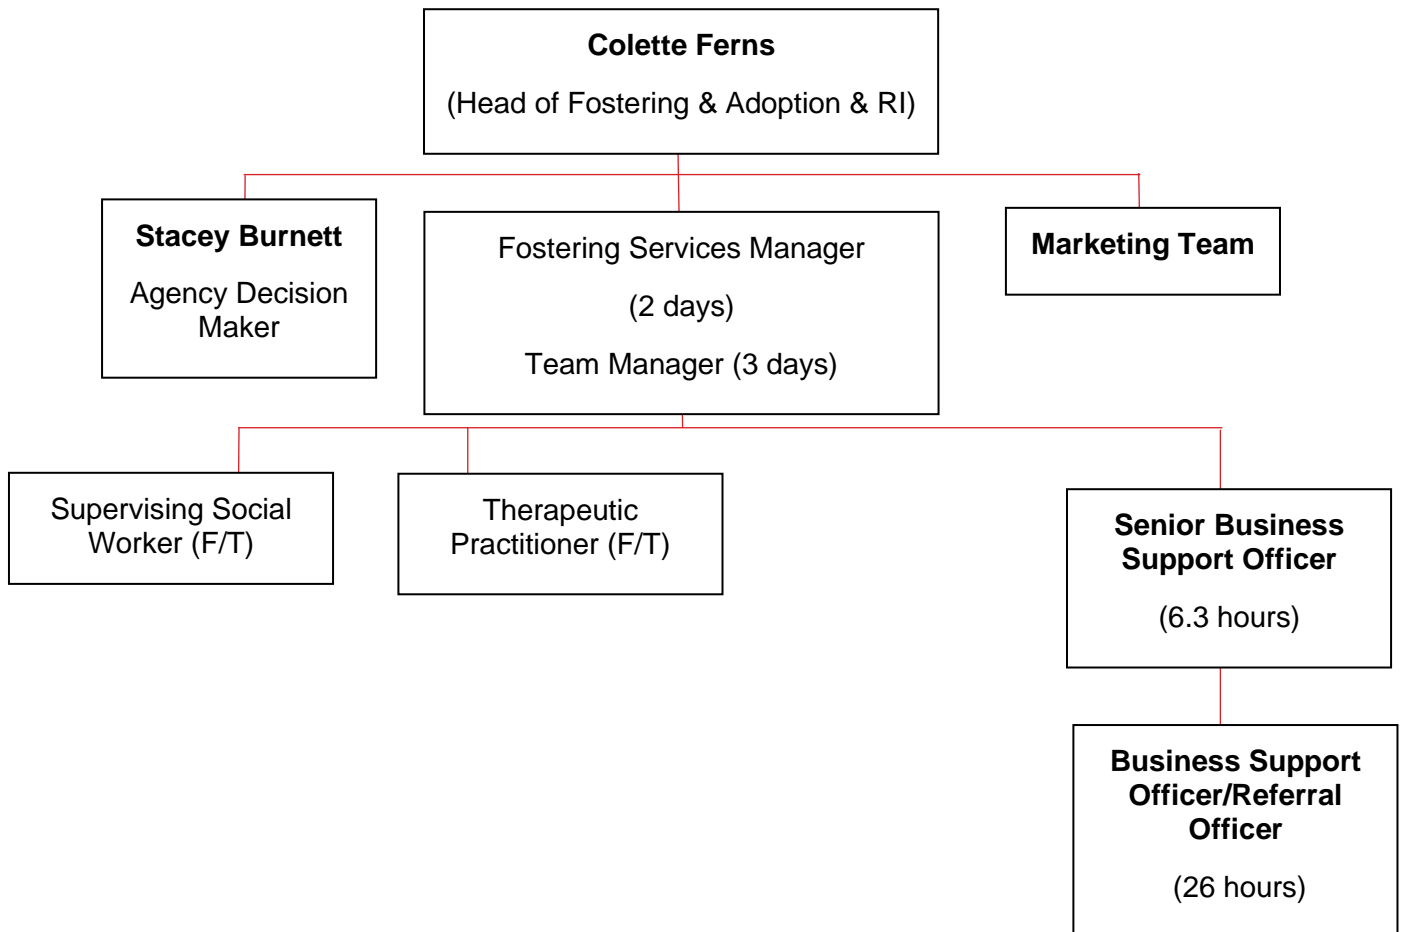 Colette Ferns
(Head of Fostering & Adoption & RI)
Stacey Burnett
Agency Decision
Maker
Fostering Services Manager
(2 days)
Team Manager (3 days)
Marketing Team
Supervising Social
Worker (F/T)
Therapeutic
Practitioner (F/T)
Senior Business
Support Officer
(6.3 hours)
Business Support
Officer/Referral
Officer
(26 hours)